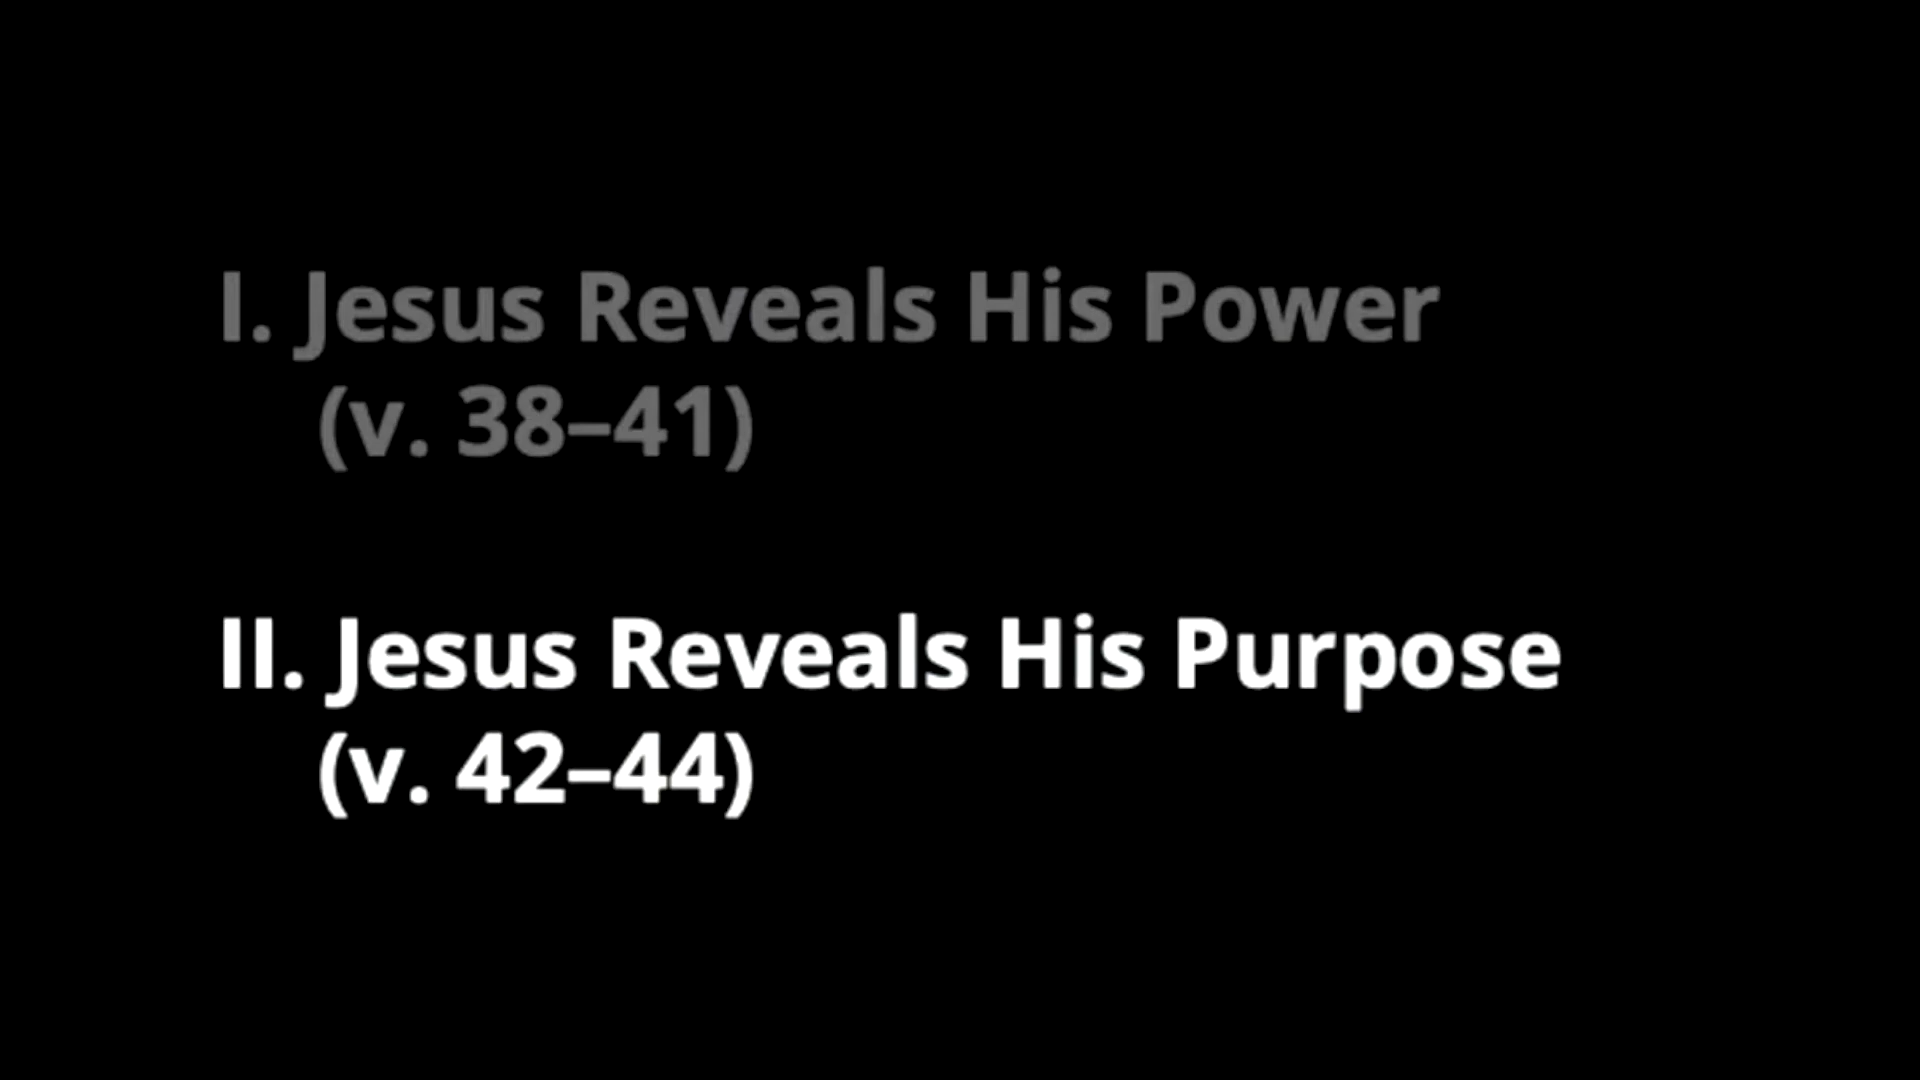 I. Jesus Reveals His Power
(v. 38–41)
II. Jesus Reveals His Purpose
(v. 42–44)